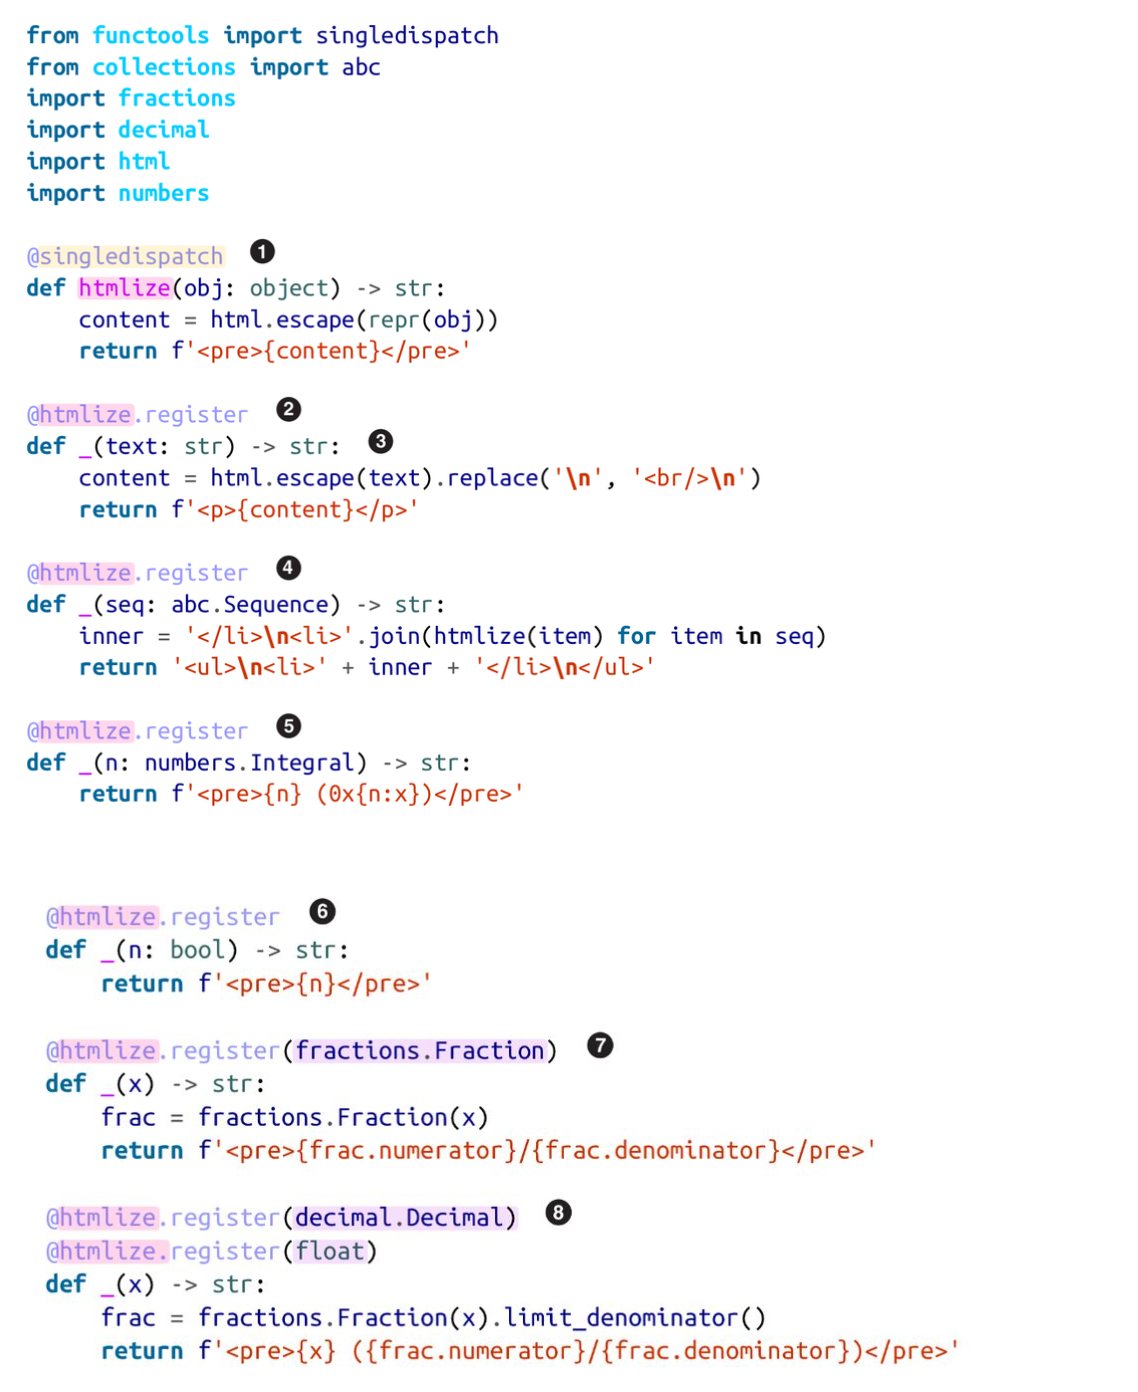 from functools import singledispatch
from collections import abc
import fractions
import decimal
import html
import numbers
@singledispatch ❶
def htmlize(obj: object) -> str:
    content = html.escape(repr(obj))
    return f'<pre>{content}</pre>'
@htmlize.register ❷
def _(text: str) -> str: ❸
    content = html.escape(text).replace('\n', '<br/>\n')
    return f'<p>{content}</p>'
@htmlize.register ❹
def _(seq: abc.Sequence) -> str:
    inner = '</li>\n<li>'.join(htmlize(item) for item in seq)
    return '<ul>\n<li>' + inner + '</li>\n</ul>'
@htmlize.register ❺
def _(n: numbers.Integral) -> str:
    return f'<pre>{n} (0x{n:x})</pre>'
@htmlize.register ❻
def _(n: bool) -> str:
    return f'<pre>{n}</pre>'
@htmlize.register(fractions.Fraction) ❼
def _(x) -> str:
    frac = fractions.Fraction(x)
    return f'<pre>{frac.numerator}/{frac.denominator}</pre>'
@htmlize.register(decimal.Decimal) ❽
@htmlize.register(float)
def _(x) -> str:
    frac = fractions.Fraction(x).limit_denominator()
    return f'<pre>{x} ({frac.numerator}/{frac.denominator})</pre>'